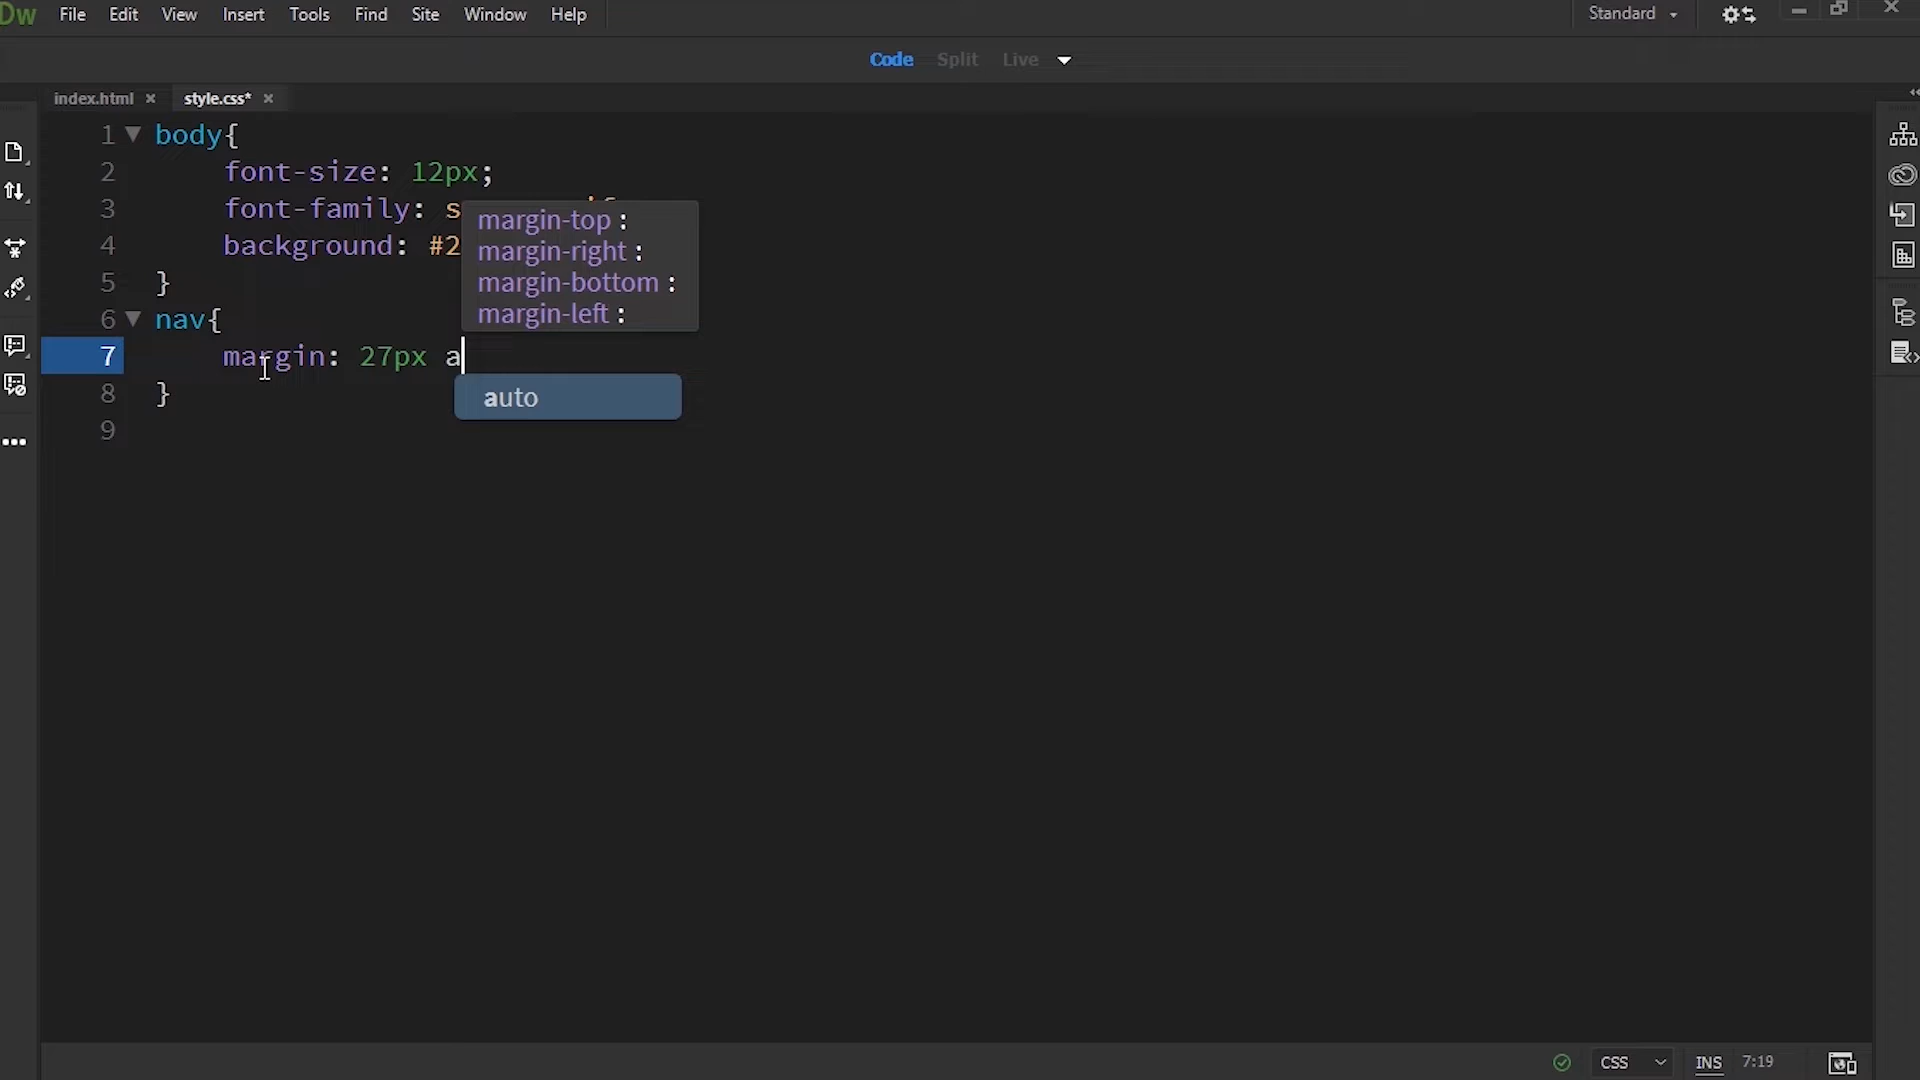 Dw File Edit View Insert Tools Find Site Window Help Standard
Code Split Live
index.html × style.css* ×
1 body{
2 font-size: 12px;
3 font-family:
4 background: #2
5 }
6 nav{
7 margin: 27px a
8 }
9
margin-top :
margin-right :
margin-bottom :
margin-left :
auto
CSS INS 7:19